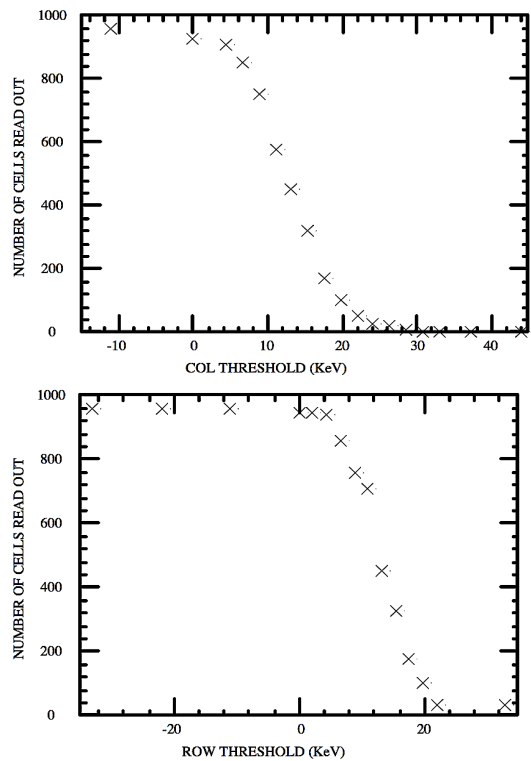 1000
800
600
400
200
0
NUMBER OF CELLS READ OUT
-10 0 10 20 30 40
COL THRESHOLD (KeV)
1000
800
600
400
200
0
NUMBER OF CELLS READ OUT
-20 0 20
ROW THRESHOLD (KeV)